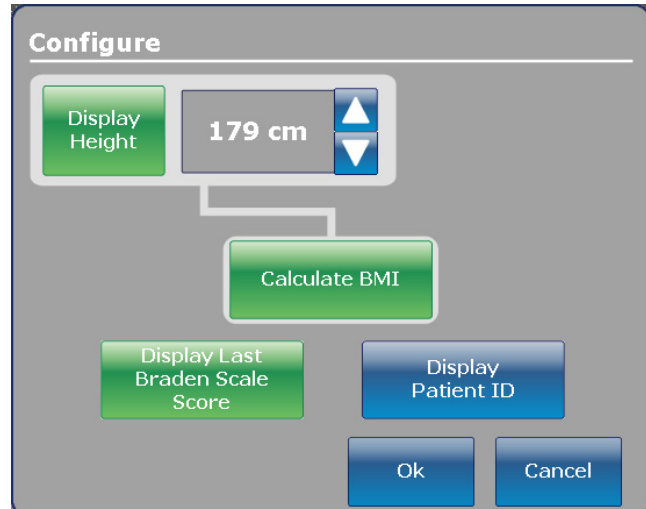 Configure
Display
Height
179 cm
Calculate BMI
Display Last
Braden Scale
Score
Display
Patient ID
Ok
Cancel